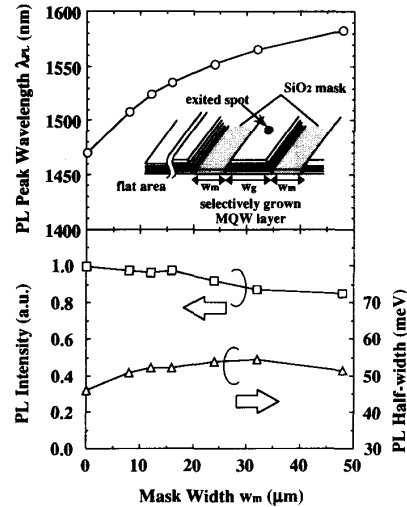 PL Peak Wavelength λPL (nm)
1600
1550
1500
1450
1400
exited spot
SiO2 mask
flat area
wm
wg
wm
selectively grown
MQW layer
PL Intensity (a.u.)
1.0
0.8
0.6
0.4
0.2
0.0
PL Half-width (meV)
70
60
50
40
30
0
10
20
30
40
50
Mask Width wm (μm)